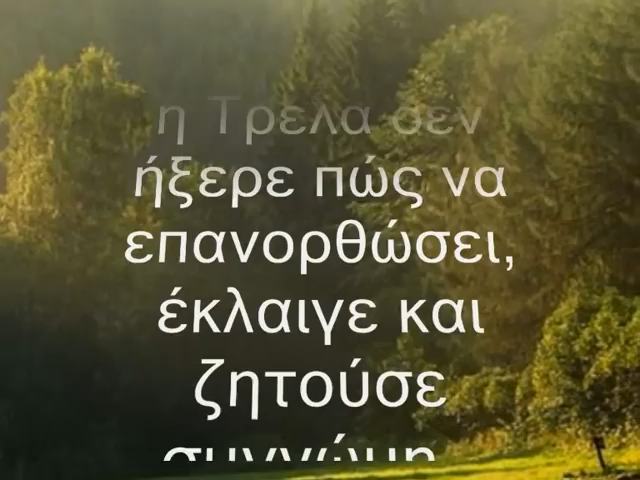 η Τρελα δεν
ήξερε πώς να
επανορθώσει,
έκλαιγε και
ζητούσε